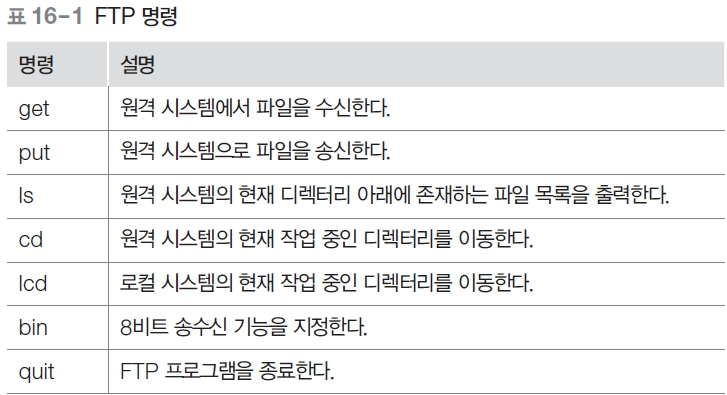 표 16-1 FTP 명령
명령 설명
get 원격 시스템에서 파일을 수신한다.
put 원격 시스템으로 파일을 송신한다.
ls 원격 시스템의 현재 디렉터리 아래에 존재하는 파일 목록을 출력한다.
cd 원격 시스템의 현재 작업 중인 디렉터리를 이동한다.
lcd 로컬 시스템의 현재 작업 중인 디렉터리를 이동한다.
bin 8비트 송수신 기능을 지정한다.
quit FTP 프로그램을 종료한다.